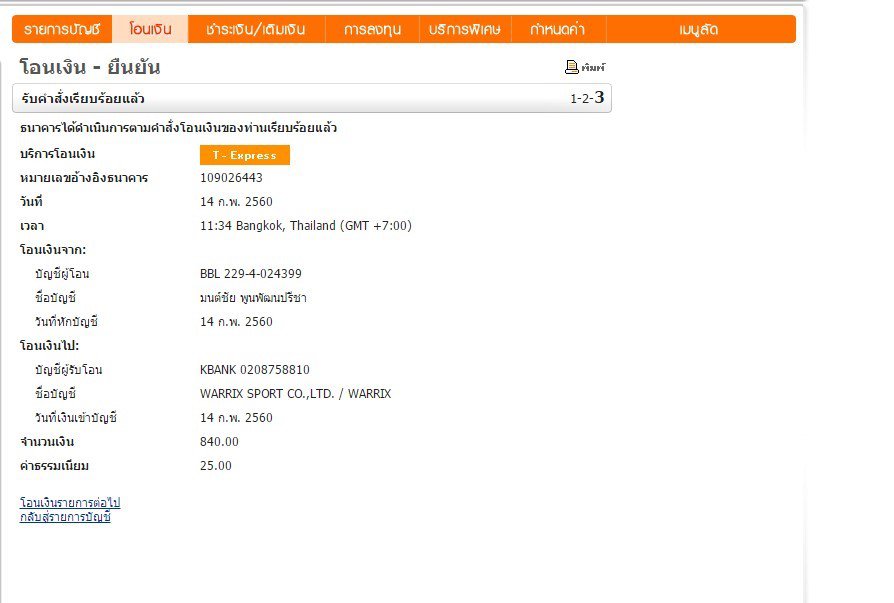 รายการบัญชี โอนเงิน ชำระเงิน/เติมเงิน การลงทุน บริการพิเศษ กำหนดค่า เมนูลัด
โอนเงิน - ยืนยัน พิมพ์
รับคำสั่งเรียบร้อยแล้ว 1-2-3
ธนาคารได้ดำเนินการตามคำสั่งโอนเงินของท่านเรียบร้อยแล้ว
บริการโอนเงิน T - Express
หมายเลขอ้างอิงธนาคาร 109026443
วันที่ 14 ก.พ. 2560
เวลา 11:34 Bangkok, Thailand (GMT +7:00)
โอนเงินจาก:
บัญชีผู้โอน BBL 229-4-024399
ชื่อบัญชี มนต์ชัย พูนพัฒนปรีชา
วันที่หักบัญชี 14 ก.พ. 2560
โอนเงินไป:
บัญชีผู้รับโอน KBANK 0208758810
ชื่อบัญชี WARRIX SPORT CO.,LTD. / WARRIX
วันที่เงินเข้าบัญชี 14 ก.พ. 2560
จำนวนเงิน 840.00
ค่าธรรมเนียม 25.00
โอนเงินรายการต่อไป
กลับสู่รายการบัญชี